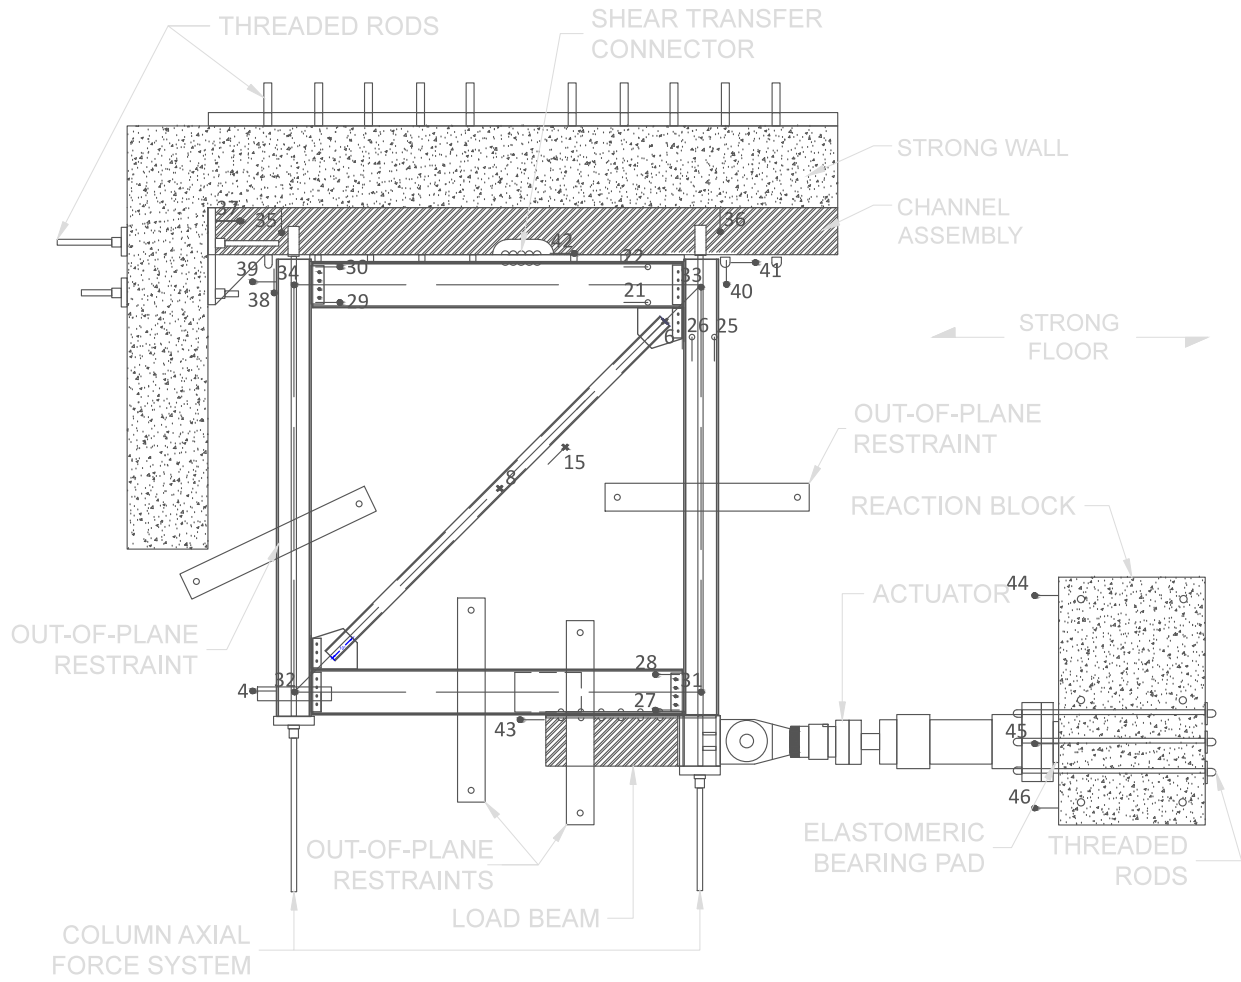 THREADED RODS
SHEAR TRANSFER
CONNECTOR
STRONG WALL
CHANNEL
ASSEMBLY
37
35
36
42
39
34
30
22
33
41
38
29
21
40
6
26
25
STRONG
FLOOR
OUT-OF-PLANE
RESTRAINT
15
8
REACTION BLOCK
44
ACTUATOR
OUT-OF-PLANE
RESTRAINT
4
32
28
31
27
43
45
46
ELASTOMERIC
BEARING PAD
THREADED
RODS
OUT-OF-PLANE
RESTRAINTS
LOAD BEAM
COLUMN AXIAL
FORCE SYSTEM